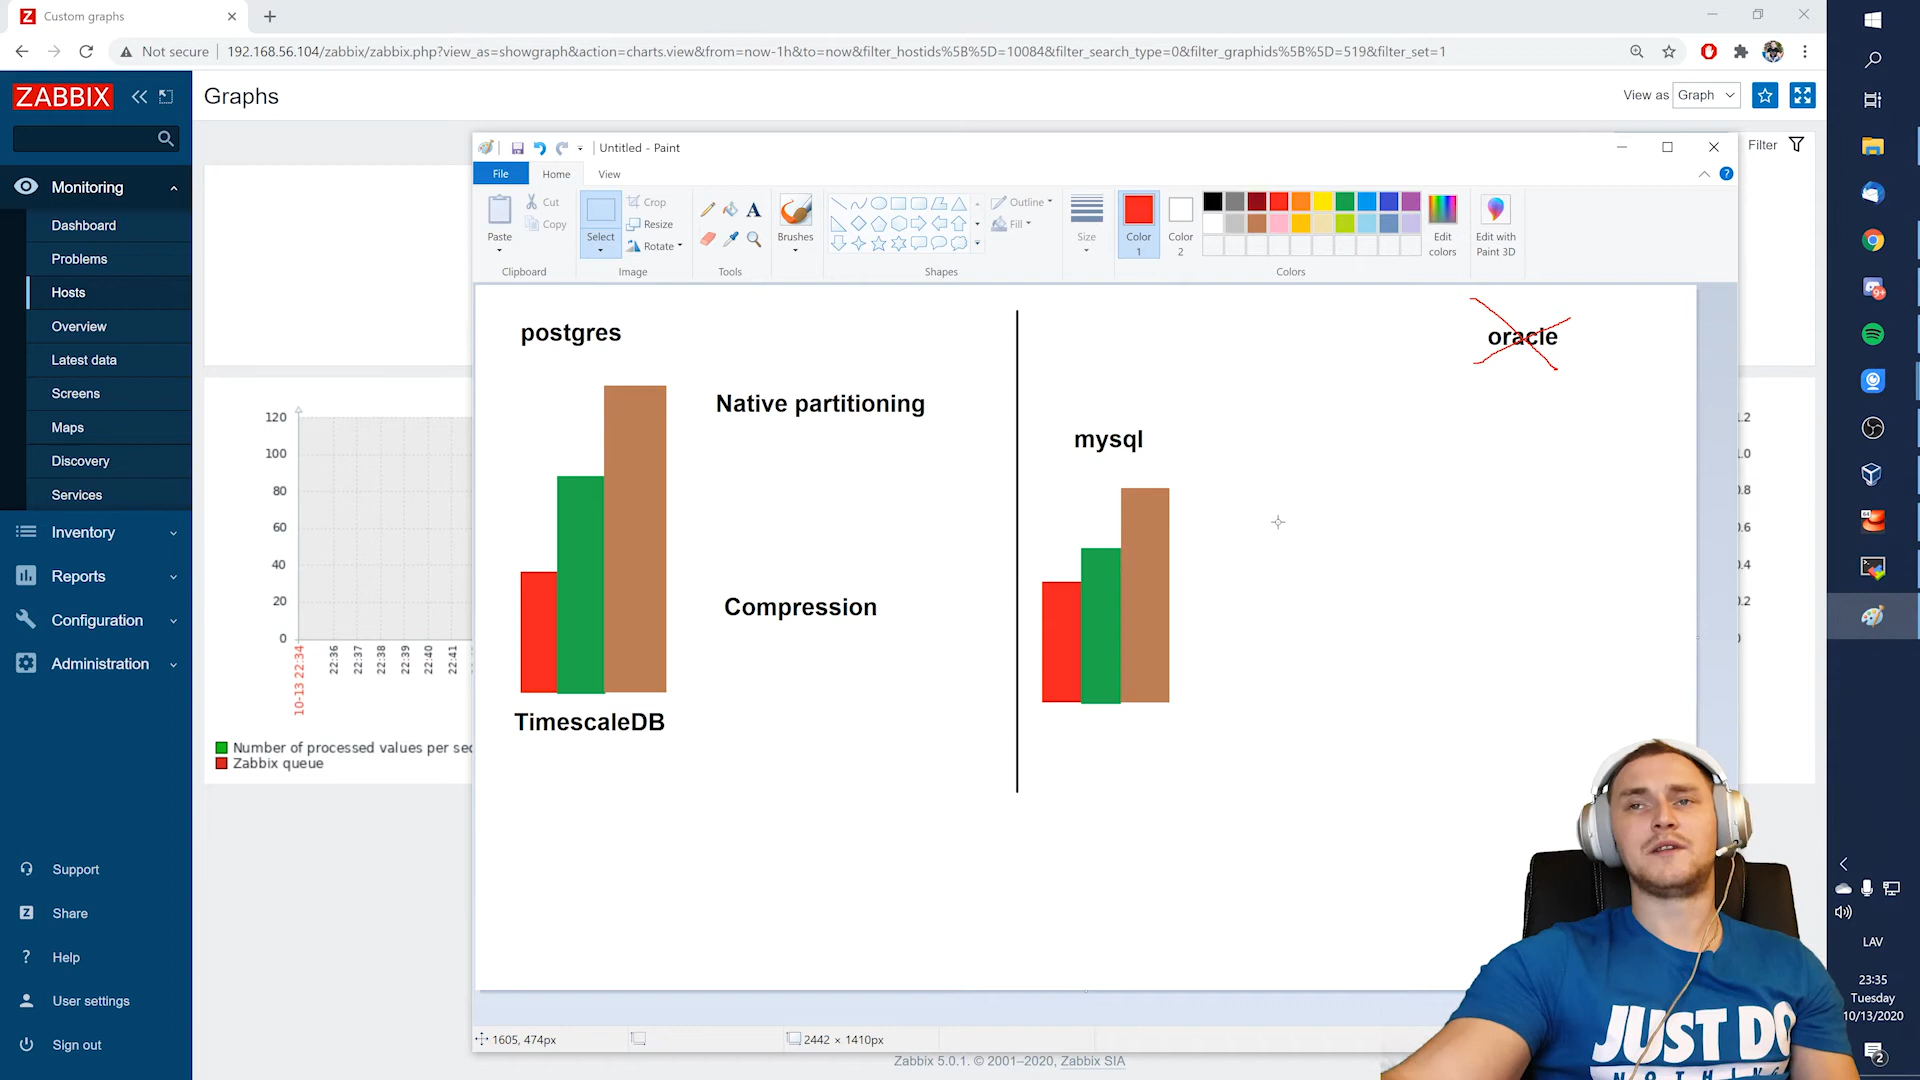 Custom graphs
Not secure
192.168.56.104/zabbix/zabbix.php?view_as=showgraph&action=charts.view&from=now-1h&to=now&filter_hostids%5B%5D=10084&filter_search_type=0&filter_graphids%5B%5D=519&filter_set=1
ZABBIX
Monitoring
Dashboard
Problems
Hosts
Overview
Latest data
Screens
Maps
Discovery
Services
Inventory
Reports
Configuration
Administration
Support
Share
Help
User settings
Sign out
Graphs
View as
Graph
Filter
Untitled - Paint
File
Home
View
Paste
Cut
Copy
Clipboard
Select
Crop
Resize
Rotate
Image
A
Tools
Brushes
Shapes
Outline
Fill
Size
Color 1
Color 2
Colors
Edit colors
Edit with Paint 3D
postgres
oracle
Native partitioning
mysql
Compression
TimescaleDB
120
100
80
60
40
20
0
10-13 22:34
22:36
22:37
22:38
22:39
22:40
22:41
Number of processed values per sec
Zabbix queue
1605, 474px
2442 × 1410px
Zabbix 5.0.1. © 2001–2020, Zabbix SIA
JUST DO
NOTHING
LAV
23:35
Tuesday
10/13/2020
2